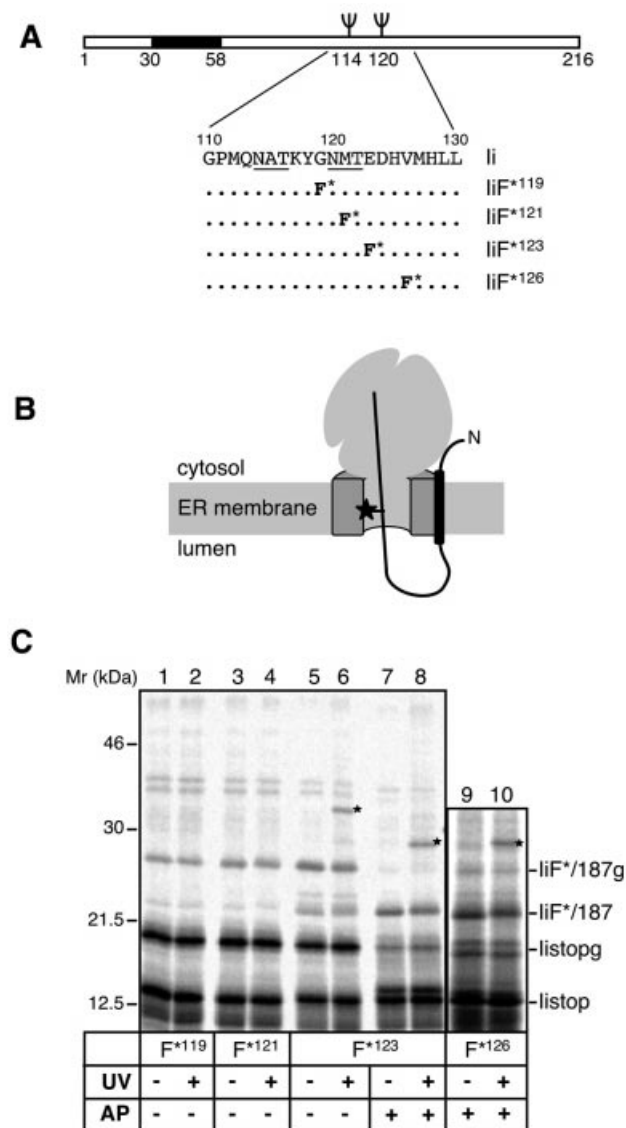 A
Ψ Ψ
1 30 58 114 120 216
110 120 130
GPMQNATKYGNMTEDHVMHLL Ii
.........F*........... IiF*119
...........F*......... IiF*121
.............F*....... IiF*123
................F*.... IiF*126
B
N
cytosol
ER membrane
lumen
C
Mr (kDa) 1 2 3 4 5 6 7 8 9 10
46
30
21.5
12.5
IiF*/187g
IiF*/187
Iistopg
Iistop
F*119 F*121 F*123 F*126
UV - + - + - + - + - +
AP - - - - - - + + + +